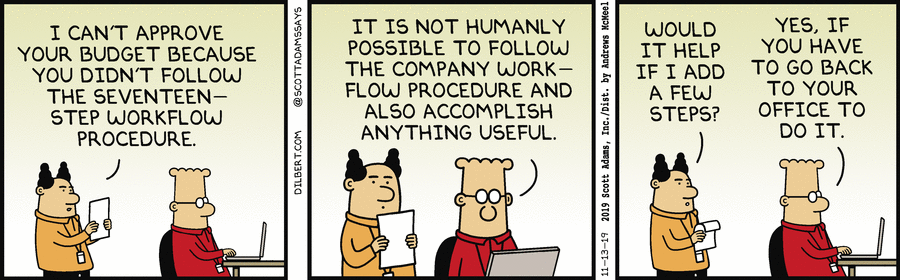 I CAN'T APPROVE
YOUR BUDGET BECAUSE
YOU DIDN'T FOLLOW
THE SEVENTEEN-
STEP WORKFLOW
PROCEDURE.
DILBERT.COM @SCOTTADAMSSAYS
IT IS NOT HUMANLY
POSSIBLE TO FOLLOW
THE COMPANY WORK-
FLOW PROCEDURE AND
ALSO ACCOMPLISH
ANYTHING USEFUL.
11-13-19 2019 Scott Adams, Inc./Dist. by Andrews McMeel
WOULD
IT HELP
IF I ADD
A FEW
STEPS?
YES, IF
YOU HAVE
TO GO BACK
TO YOUR
OFFICE TO
DO IT.